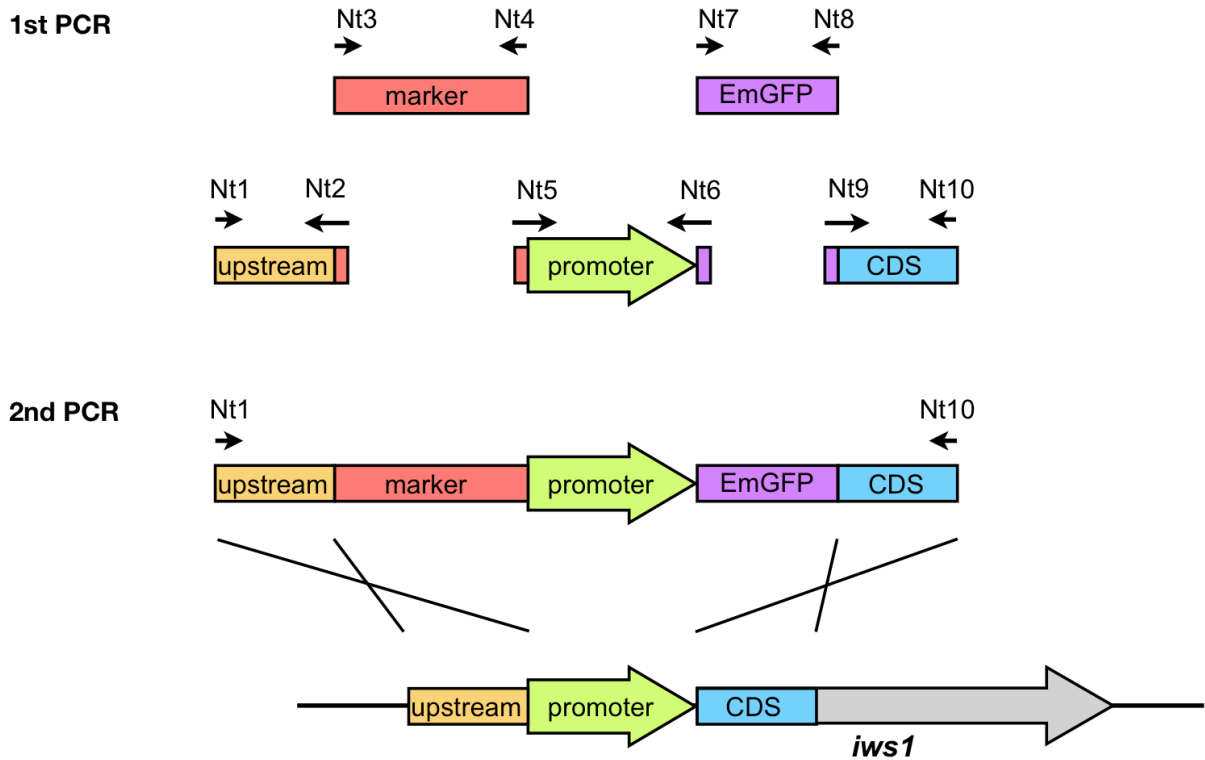 1st PCR
Nt3 Nt4 Nt7 Nt8
marker EmGFP
Nt1 Nt2 Nt5 Nt6 Nt9 Nt10
upstream promoter CDS
2nd PCR
Nt1 Nt10
upstream marker promoter EmGFP CDS
upstream promoter CDS
iws1